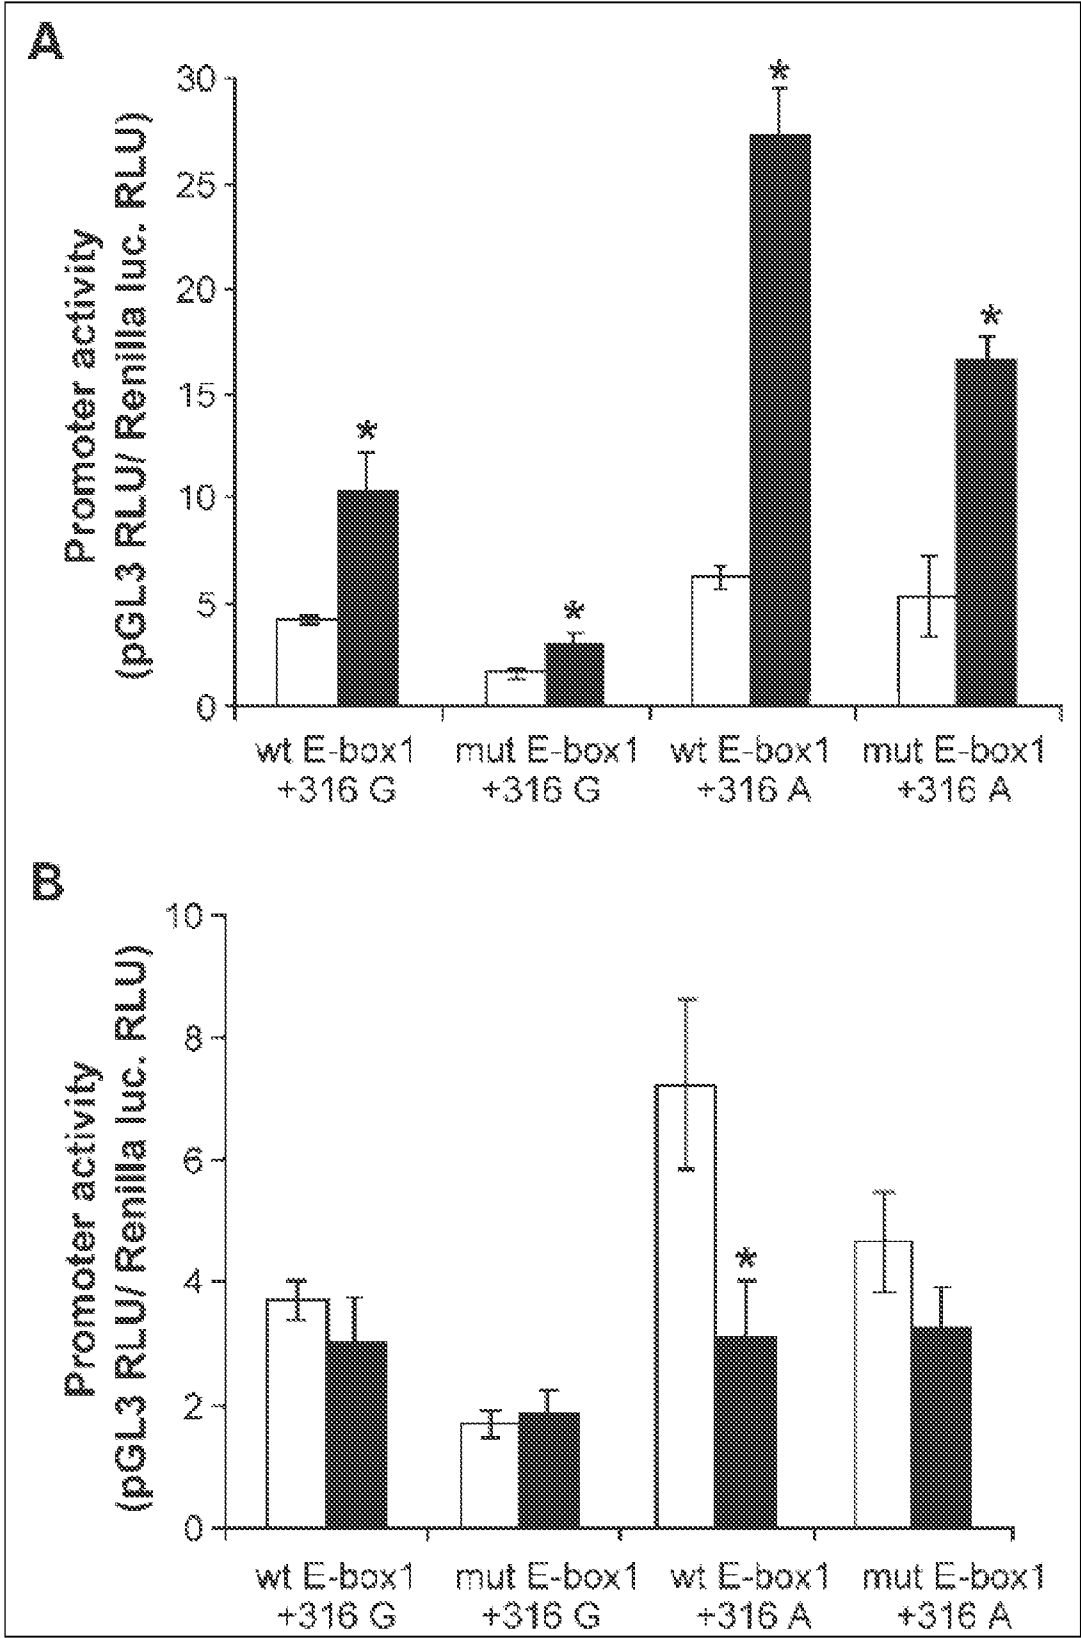 A
30
25
20
15
10
5
0
Promoter activity
(pGL3 RLU/ Renilla luc. RLU)
*
*
*
*
wt E-box1 mut E-box1 wt E-box1 mut E-box1
+316 G +316 G +316 A +316 A
B
10
8
6
4
2
0
Promoter activity
(pGL3 RLU/ Renilla luc. RLU)
*
wt E-box1 mut E-box1 wt E-box1 mut E-box1
+316 G +316 G +316 A +316 A